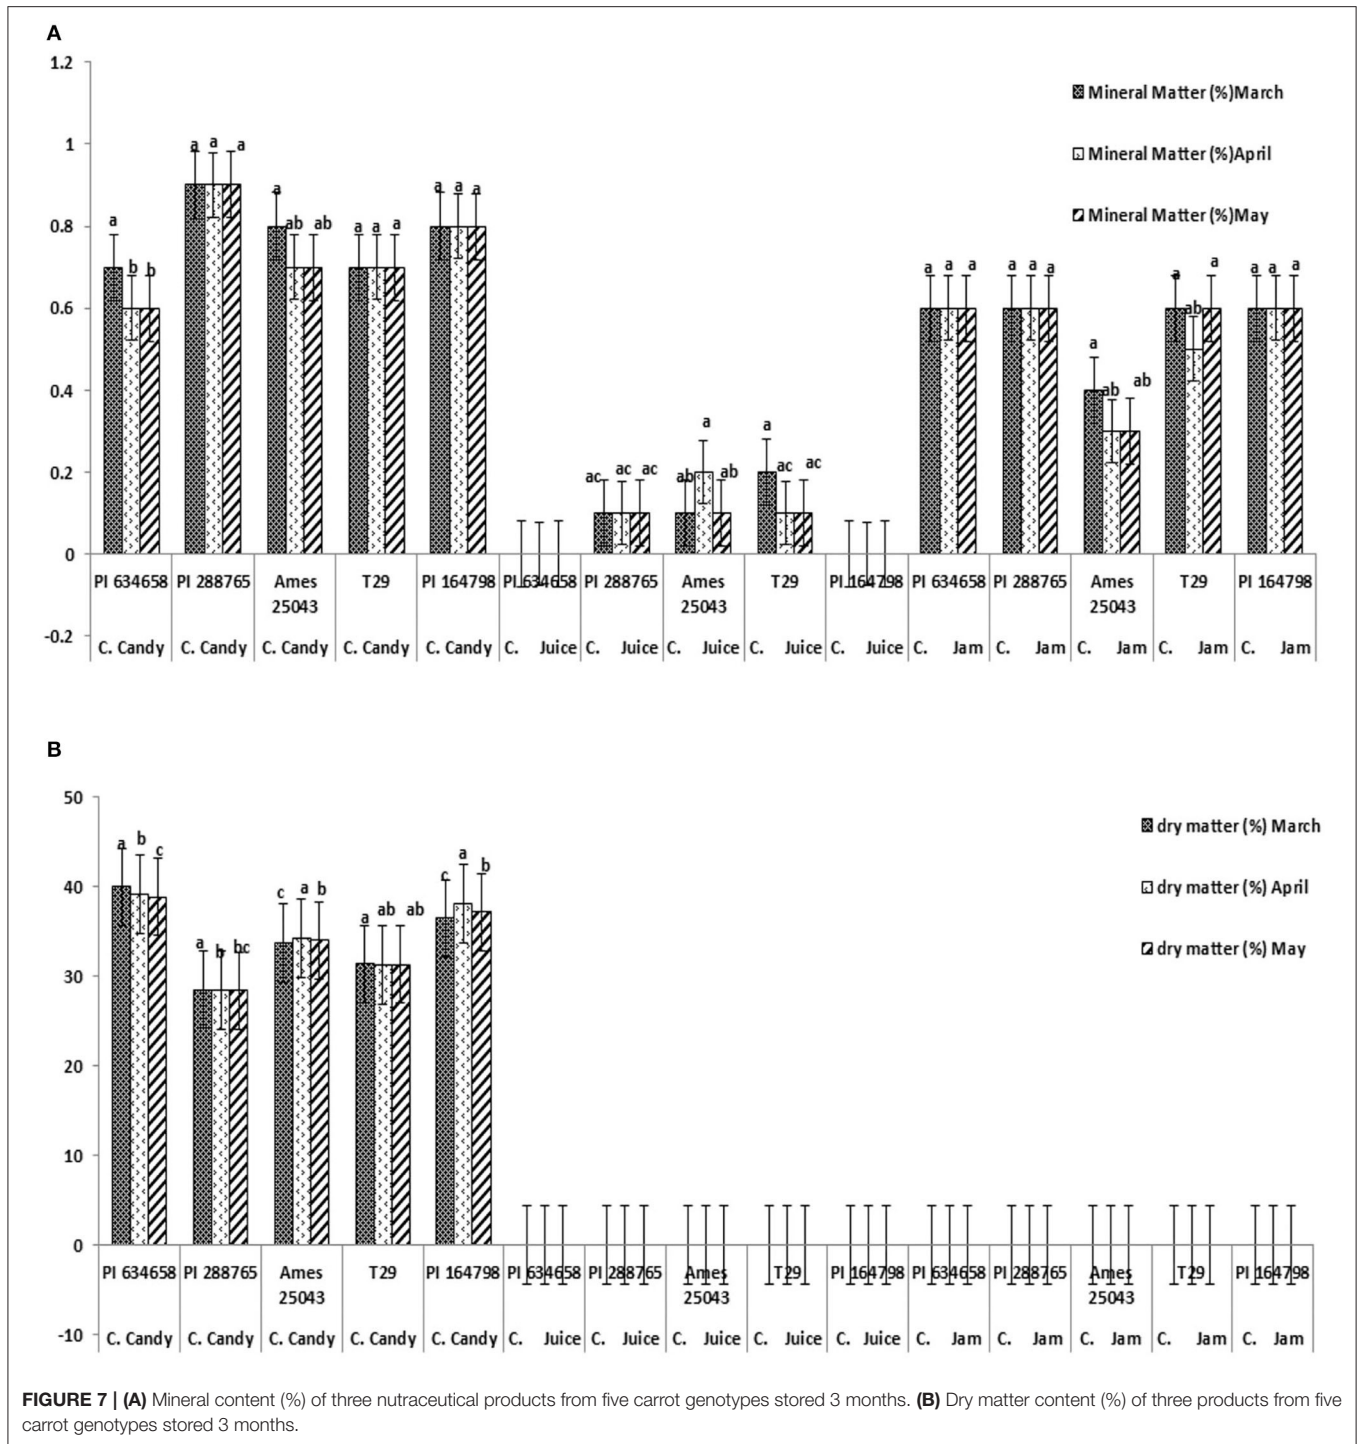 A
1.2
1
0.8
0.6
0.4
0.2
0
-0.2
Mineral Matter (%)March
Mineral Matter (%)April
Mineral Matter (%)May
a
b b
a a a
a
ab ab
a a a
a a a
ac ac ac
ab a ab
a ac ac
a a a
a a a
a ab ab
a ab a
a a a
PI 634658 PI 288765 Ames 25043 T29 PI 164798 PI 634658 PI 288765 Ames 25043 T29 PI 164798 PI 634658 PI 288765 Ames 25043 T29 PI 164798
C. Candy C. Candy C. Candy C. Candy C. Candy C. Juice C. Juice C. Juice C. Juice C. Juice C. Jam C. Jam C. Jam C. Jam C. Jam
B
50
40
30
20
10
0
-10
dry matter (%) March
dry matter (%) April
dry matter (%) May
a b c
a b bc
c a b
a ab ab
c a b
PI 634658 PI 288765 Ames 25043 T29 PI 164798 PI 634658 PI 288765 Ames 25043 T29 PI 164798 PI 634658 PI 288765 Ames 25043 T29 PI 164798
C. Candy C. Candy C. Candy C. Candy C. Candy C. Juice C. Juice C. Juice C. Juice C. Juice C. Jam C. Jam C. Jam C. Jam C. Jam
FIGURE 7 | (A) Mineral content (%) of three nutraceutical products from five carrot genotypes stored 3 months. (B) Dry matter content (%) of three products from five
carrot genotypes stored 3 months.